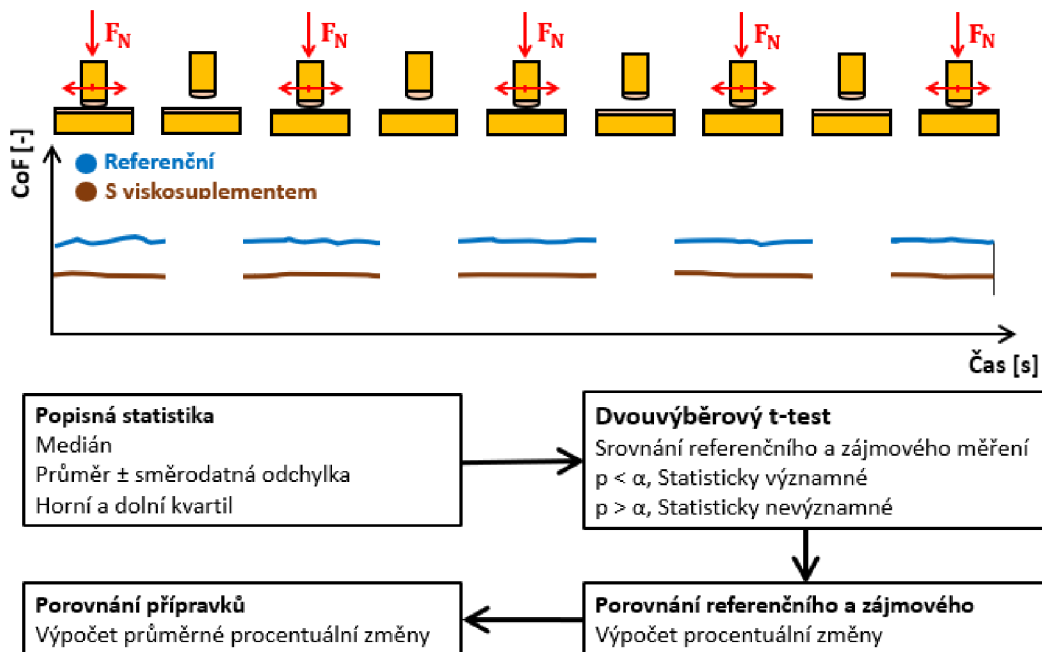 F_N F_N F_N F_N F_N
CoF [-]
Referenční
S viskosuplementem
Čas [s]
Popisná statistika
Medián
Průměr ± směrodatná odchylka
Horní a dolní kvartil
Dvouvýběrový t-test
Srovnání referenčního a zájmového měření
p < α, Statisticky významné
p > α, Statisticky nevýznamné
Porovnání přípravků
Výpočet průměrné procentuální změny
Porovnání referenčního a zájmového
Výpočet procentuální změny